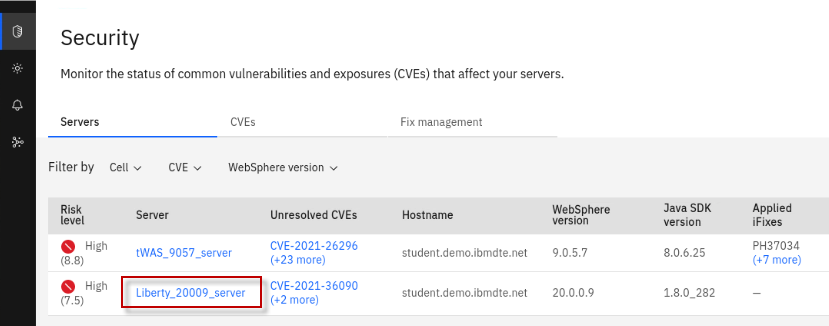 Security
Monitor the status of common vulnerabilities and exposures (CVEs) that affect your servers.
Servers CVEs Fix management
Filter by Cell CVE WebSphere version
Risk level Server Unresolved CVEs Hostname WebSphere version Java SDK version Applied iFixes
High (8.8) tWAS_9057_server CVE-2021-26296 (+23 more) student.demo.ibmdte.net 9.0.5.7 8.0.6.25 PH37034 (+7 more)
High (7.5) Liberty_20009_server CVE-2021-36090 (+2 more) student.demo.ibmdte.net 20.0.0.9 1.8.0_282 —